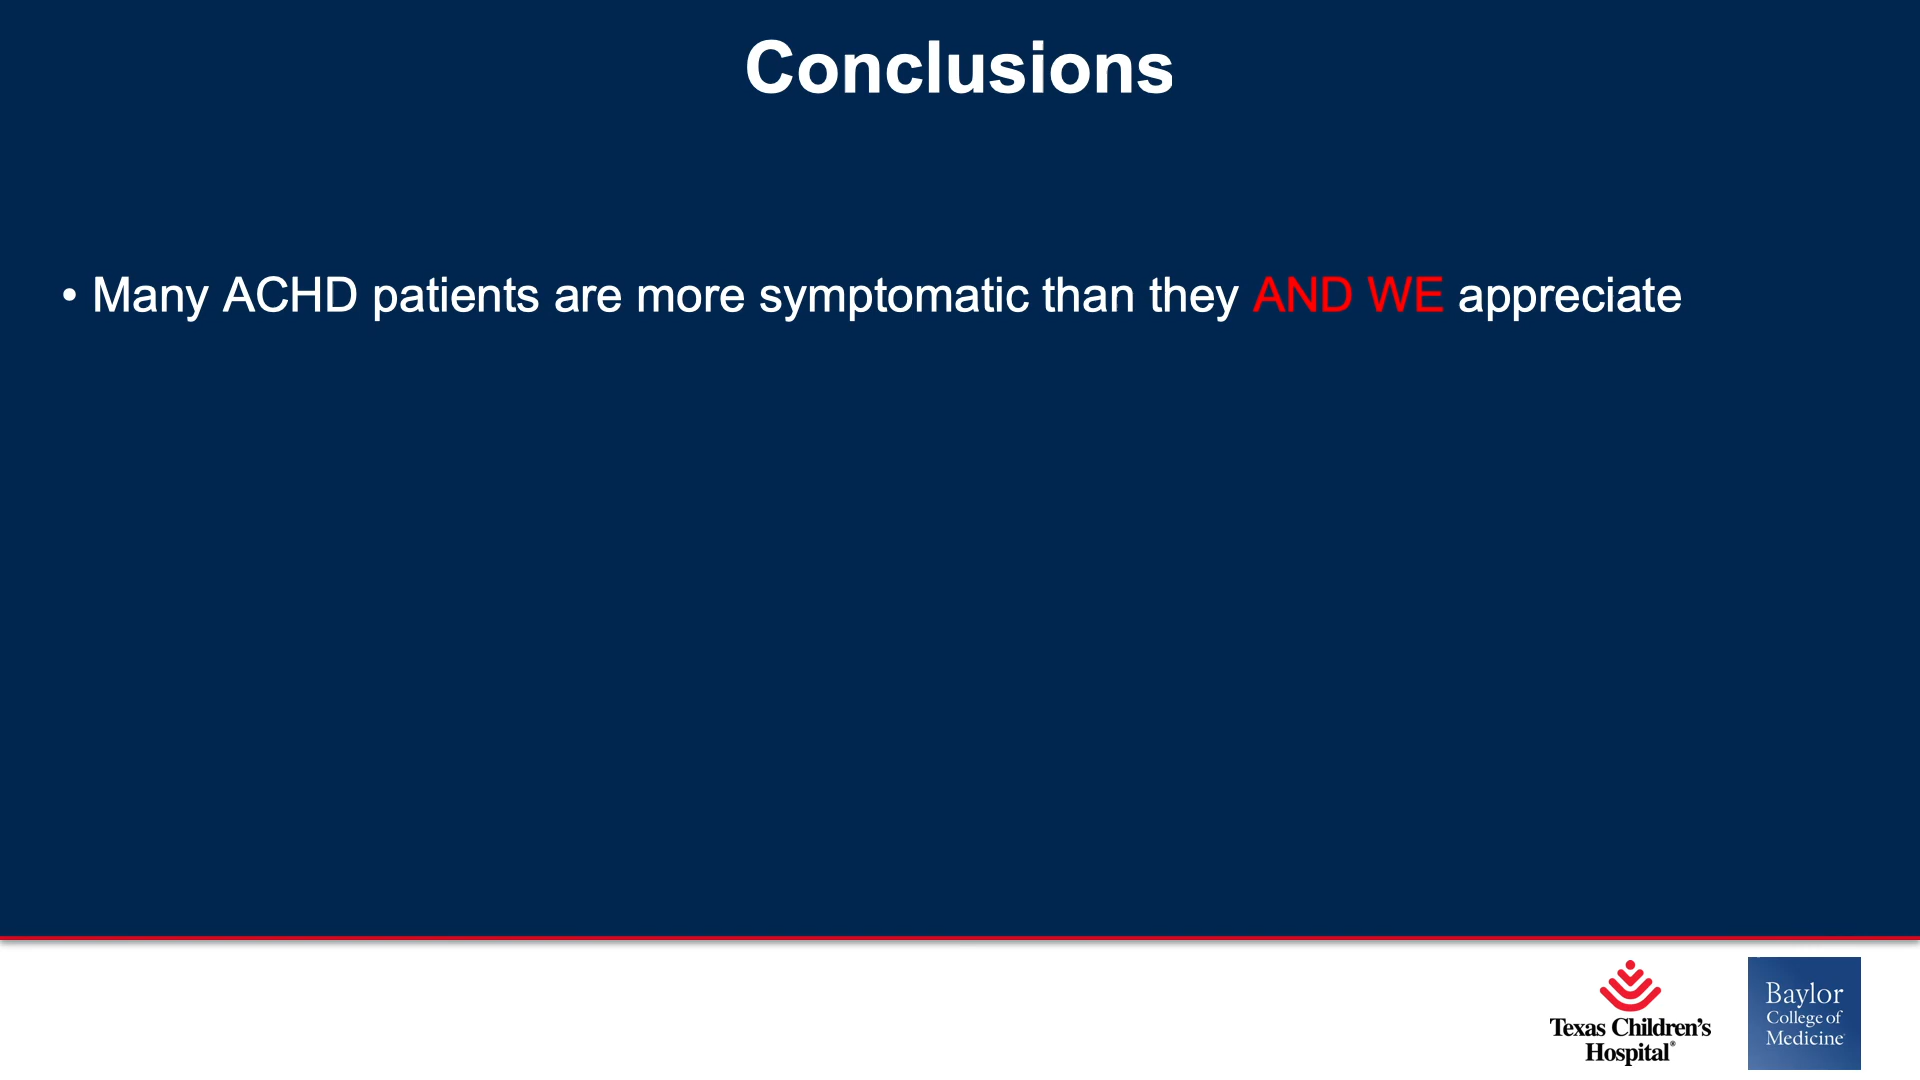 Conclusions
• Many ACHD patients are more symptomatic than they AND WE appreciate
Texas Children's
Hospital®
Baylor
College of
Medicine